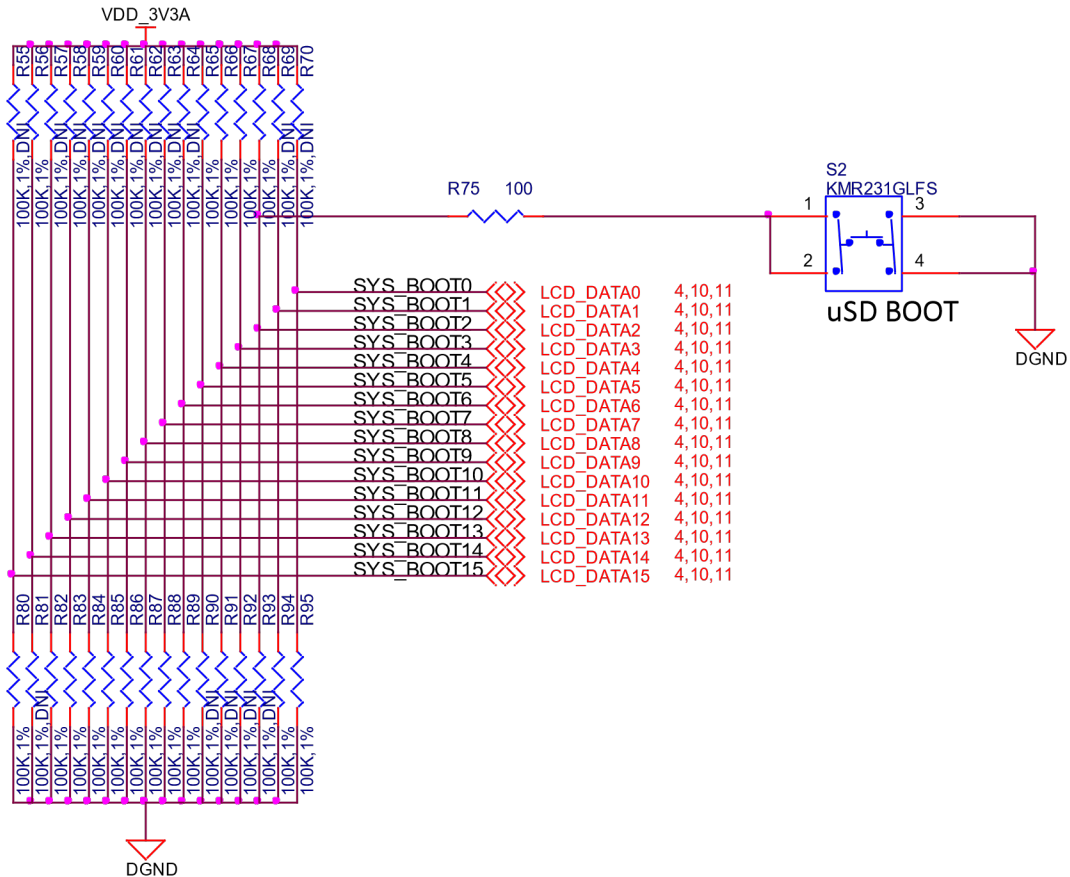 VDD_3V3A
R55
R56
R57
R58
R59
R60
R61
R62
R63
R64
R65
R66
R67
R68
R69
R70
100K,1%,DNI
100K,1%
100K,1%,DNI
100K,1%,DNI
100K,1%,DNI
100K,1%,DNI
100K,1%,DNI
100K,1%,DNI
100K,1%,DNI
100K,1%,DNI
100K,1%
100K,1%
100K,1%
100K,1%
100K,1%,DNI
100K,1%,DNI
R75 100
S2
KMR231GLFS
1 3
2 4
uSD BOOT
DGND
SYS_BOOT0 LCD_DATA0 4,10,11
SYS_BOOT1 LCD_DATA1 4,10,11
SYS_BOOT2 LCD_DATA2 4,10,11
SYS_BOOT3 LCD_DATA3 4,10,11
SYS_BOOT4 LCD_DATA4 4,10,11
SYS_BOOT5 LCD_DATA5 4,10,11
SYS_BOOT6 LCD_DATA6 4,10,11
SYS_BOOT7 LCD_DATA7 4,10,11
SYS_BOOT8 LCD_DATA8 4,10,11
SYS_BOOT9 LCD_DATA9 4,10,11
SYS_BOOT10 LCD_DATA10 4,10,11
SYS_BOOT11 LCD_DATA11 4,10,11
SYS_BOOT12 LCD_DATA12 4,10,11
SYS_BOOT13 LCD_DATA13 4,10,11
SYS_BOOT14 LCD_DATA14 4,10,11
SYS_BOOT15 LCD_DATA15 4,10,11
R80
R81
R82
R83
R84
R85
R86
R87
R88
R89
R90
R91
R92
R93
R94
R95
100K,1%
100K,1%,DNI
100K,1%
100K,1%
100K,1%
100K,1%
100K,1%
100K,1%
100K,1%
100K,1%
100K,1%,DNI
100K,1%,DNI
100K,1%,DNI
100K,1%,DNI
100K,1%
100K,1%
DGND